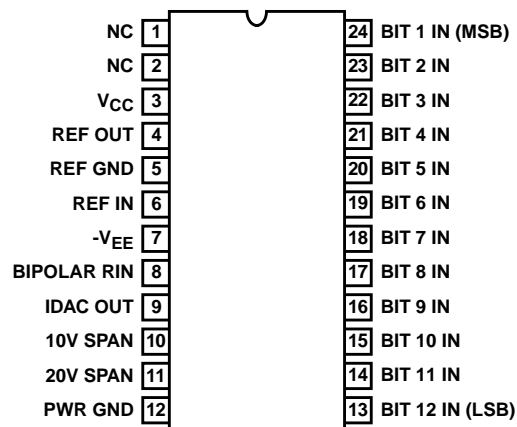 NC 1 24 BIT 1 IN (MSB)
NC 2 23 BIT 2 IN
VCC 3 22 BIT 3 IN
REF OUT 4 21 BIT 4 IN
REF GND 5 20 BIT 5 IN
REF IN 6 19 BIT 6 IN
-VEE 7 18 BIT 7 IN
BIPOLAR RIN 8 17 BIT 8 IN
IDAC OUT 9 16 BIT 9 IN
10V SPAN 10 15 BIT 10 IN
20V SPAN 11 14 BIT 11 IN
PWR GND 12 13 BIT 12 IN (LSB)